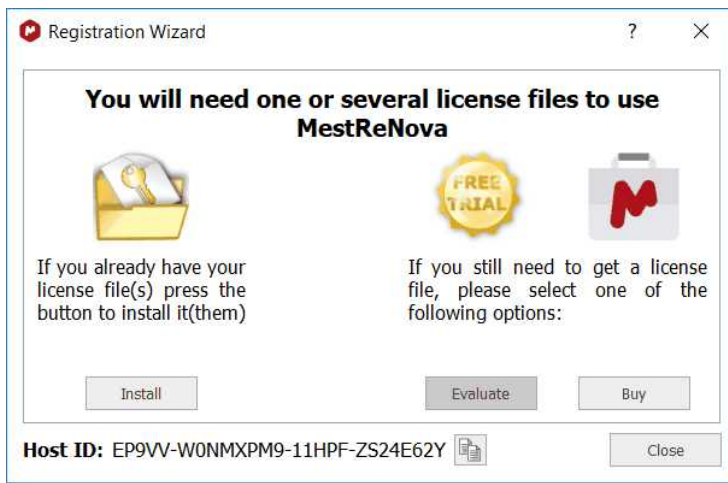 Registration Wizard
?
You will need one or several license files to use
MestReNova
FREE
TRIAL
If you already have your
license file(s) press the
button to install it(them)
If you still need to get a license
file, please select one of the
following options:
Install
Evaluate
Buy
Host ID: EP9VV-W0NMXPM9-11HPF-ZS24E62Y
Close